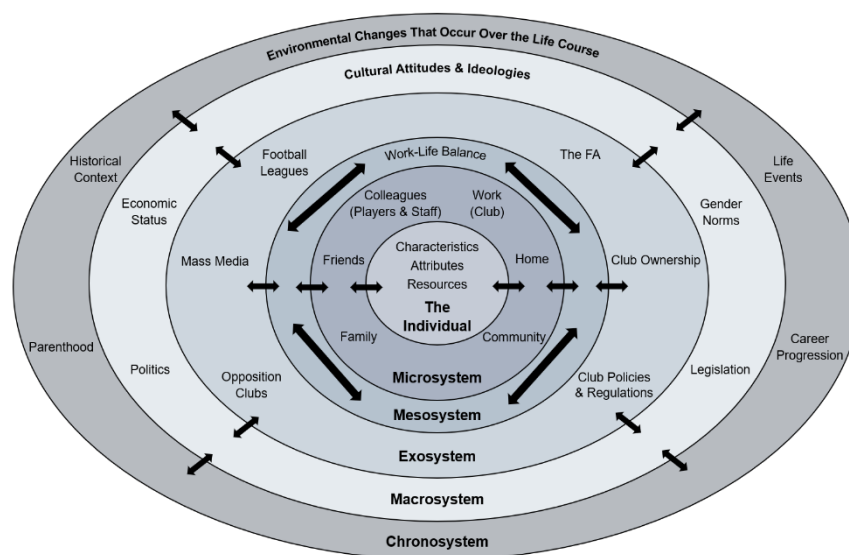 Environmental Changes That Occur Over the Life Course
Cultural Attitudes & Ideologies
Historical
Context
Economic
Status
Football
Leagues
Work-Life Balance
The FA
Life
Events
Gender
Norms
Colleagues
(Players & Staff)
Work
(Club)
Mass Media
Friends
Characteristics
Attributes
Resources
The
Individual
Home
Club Ownership
Parenthood
Family
Community
Career
Progression
Politics
Opposition
Clubs
Microsystem
Club Policies
& Regulations
Legislation
Mesosystem
Exosystem
Macrosystem
Chronosystem